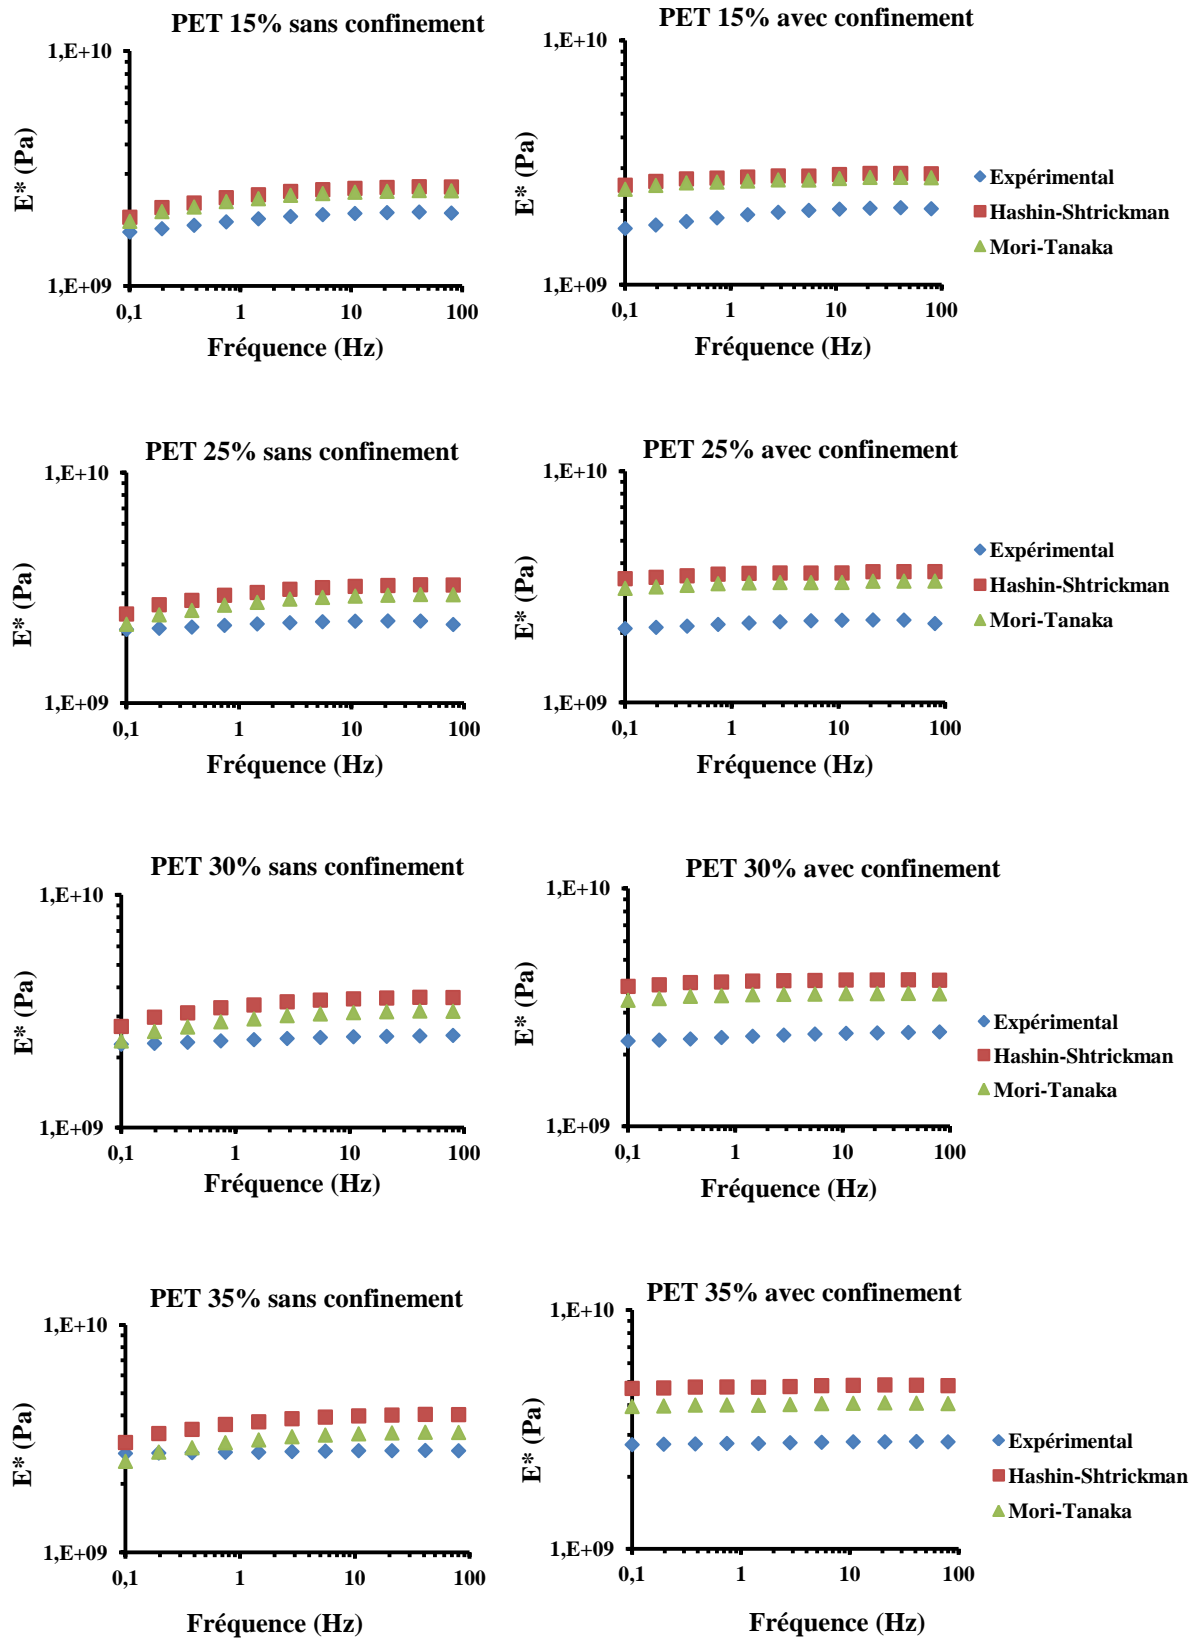 PET 15% sans confinement
1,E+10
E* (Pa)
1,E+09
0,1 1 10 100
Fréquence (Hz)
PET 15% avec confinement
1,E+10
E* (Pa)
1,E+09
0,1 1 10 100
Fréquence (Hz)
Expérimental
Hashin-Shtrickman
Mori-Tanaka
PET 25% sans confinement
1,E+10
E* (Pa)
1,E+09
0,1 1 10 100
Fréquence (Hz)
PET 25% avec confinement
1,E+10
E* (Pa)
1,E+09
0,1 1 10 100
Fréquence (Hz)
Expérimental
Hashin-Shtrickman
Mori-Tanaka
PET 30% sans confinement
1,E+10
E* (Pa)
1,E+09
0,1 1 10 100
Fréquence (Hz)
PET 30% avec confinement
1,E+10
E* (Pa)
1,E+09
0,1 1 10 100
Fréquence (Hz)
Expérimental
Hashin-Shtrickman
Mori-Tanaka
PET 35% sans confinement
1,E+10
E* (Pa)
1,E+09
0,1 1 10 100
Fréquence (Hz)
PET 35% avec confinement
1,E+10
E* (Pa)
1,E+09
0,1 1 10 100
Fréquence (Hz)
Expérimental
Hashin-Shtrickman
Mori-Tanaka